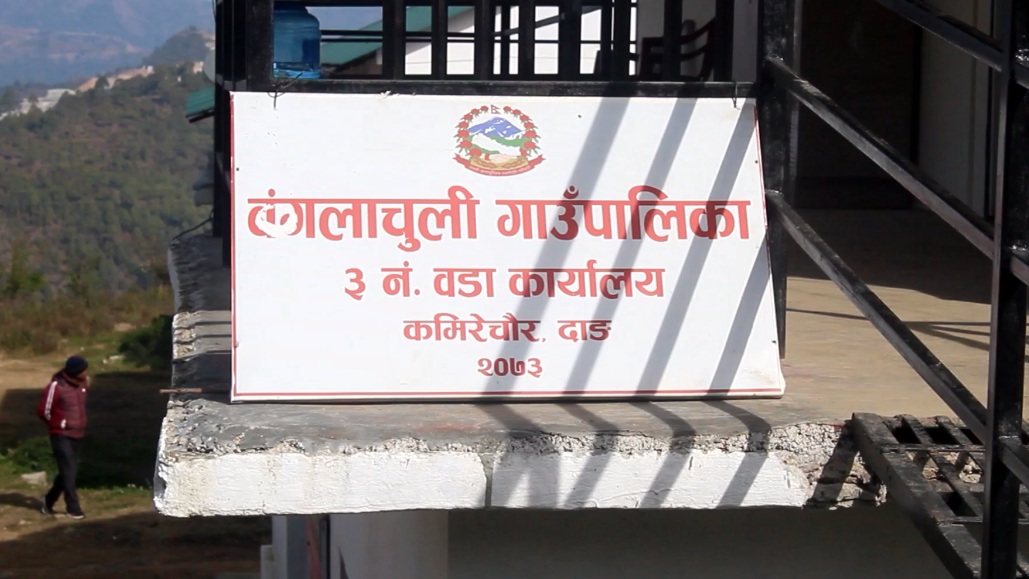 बंगलाचुली गाउँपालिका
३ नं. वडा कार्यालय
कमिरेचौर, दाङ
२०७३